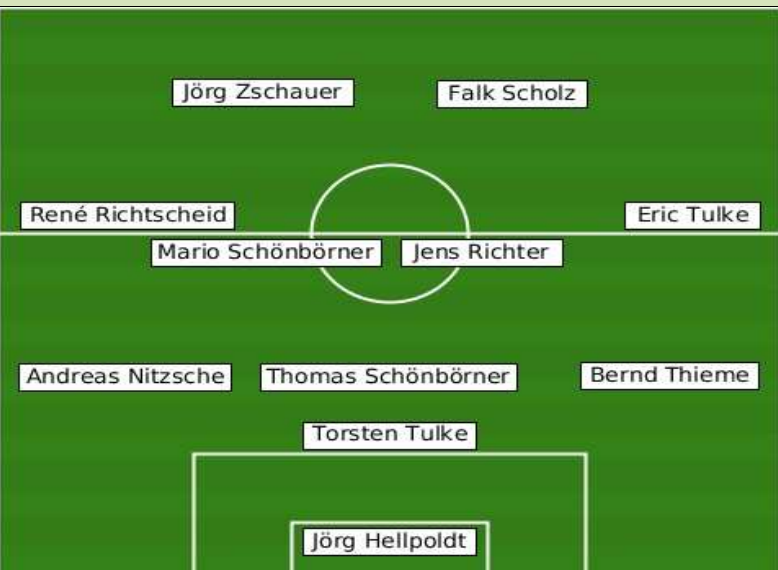 Jörg Zschauer
Falk Scholz
René Richtscheid
Eric Tulke
Mario Schönbörner
Jens Richter
Andreas Nitzsche
Thomas Schönbörner
Bernd Thieme
Torsten Tulke
Jörg Hellpoldt